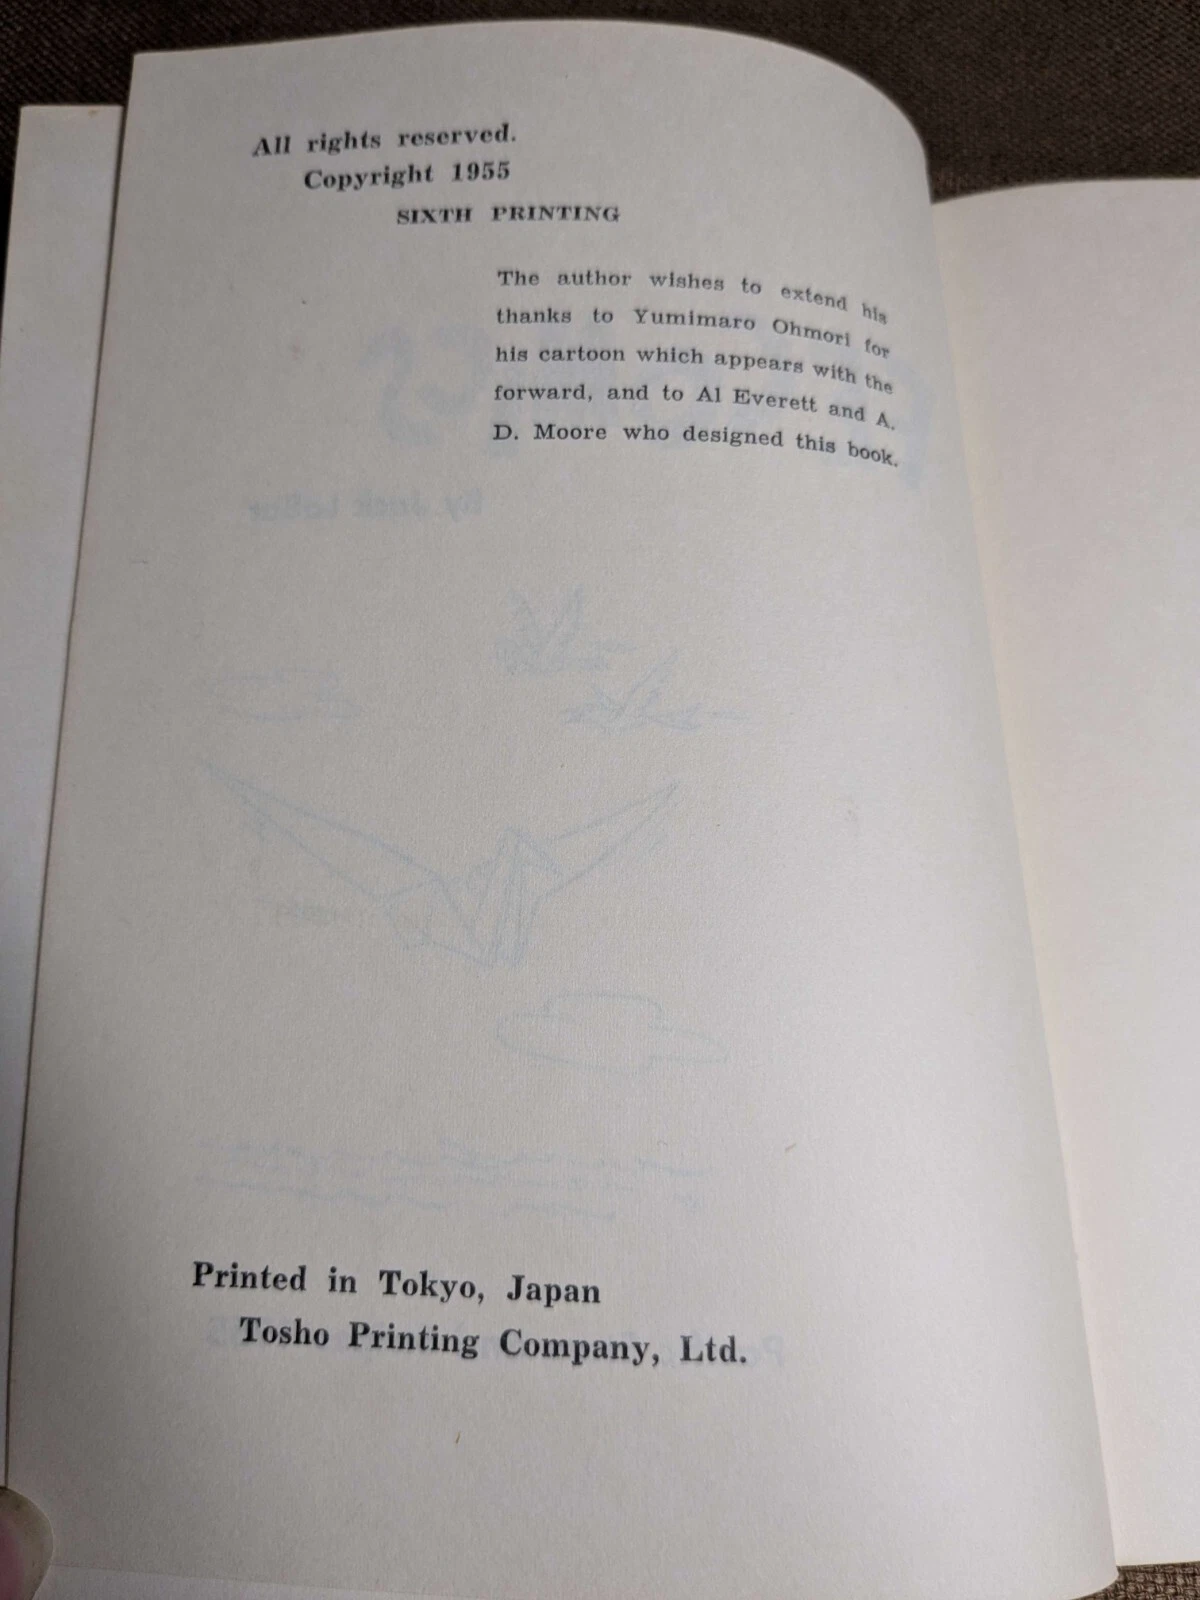 All rights reserved.
Copyright 1955
SIXTH PRINTING
The author wishes to extend his
thanks to Yumimaro Ohmori for
his cartoon which appears with the
forward, and to Al Everett and A.
D. Moore who designed this book.
Printed in Tokyo, Japan
Tosho Printing Company, Ltd.